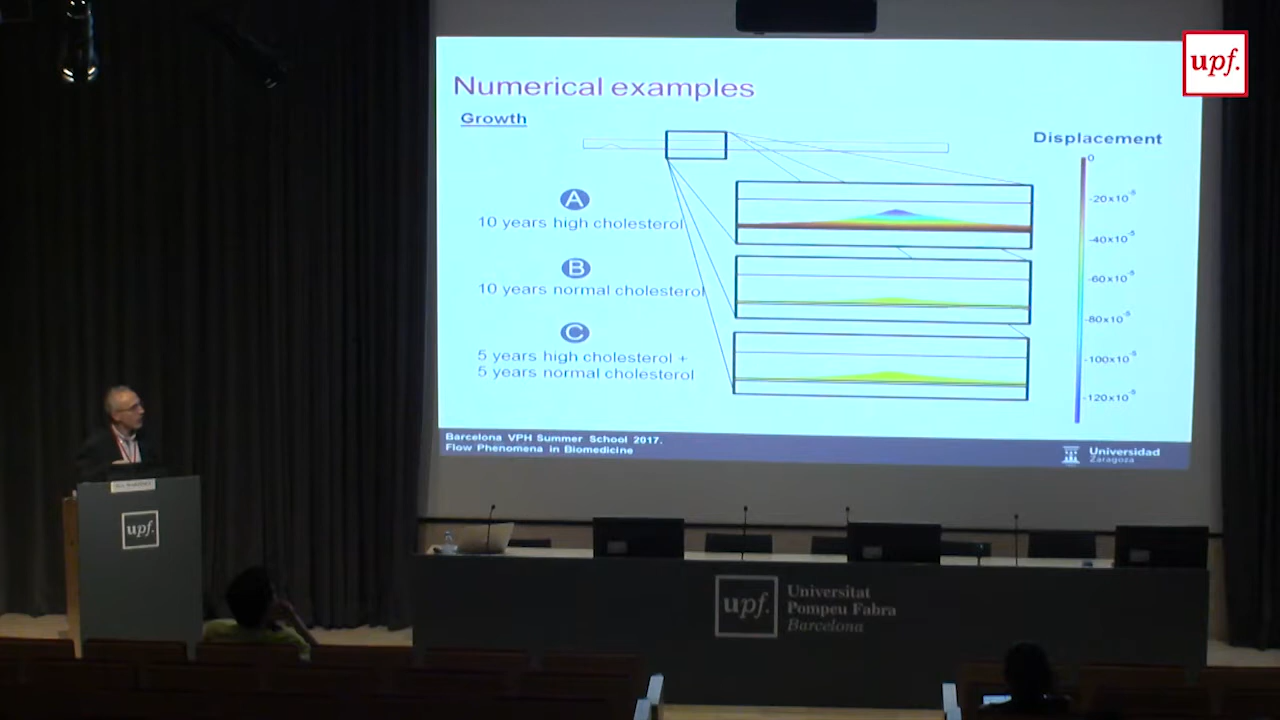 upf.
Numerical examples
Growth
Displacement
0
-20x10⁻⁵
-40x10⁻⁵
-60x10⁻⁵
-80x10⁻⁵
-100x10⁻⁵
-120x10⁻⁵
A
10 years high cholesterol
B
10 years normal cholesterol
C
5 years high cholesterol +
5 years normal cholesterol
Barcelona VPH Summer School 2017.
Flow Phenomena in Biomedicine
Universidad
Zaragoza
upf.
upf.
Universitat
Pompeu Fabra
Barcelona